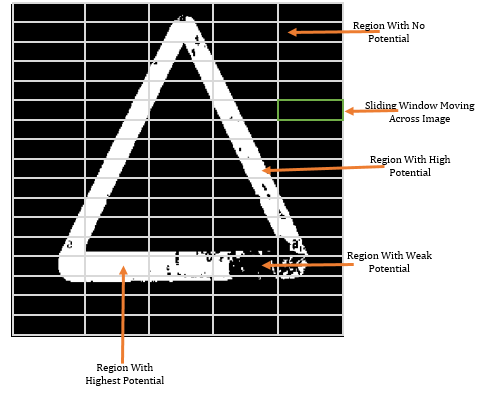 Region With No
Potential
Sliding Window Moving
Across Image
Region With High
Potential
Region With Weak
Potential
Region With
Highest Potential